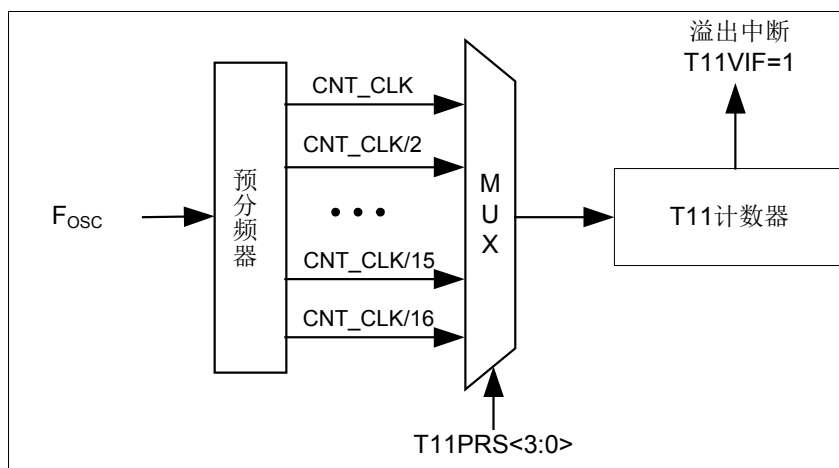 溢出中断
T11VIF=1
CNT_CLK
CNT_CLK/2
FOSC
预分频器
• • •
MUX
T11计数器
CNT_CLK/15
CNT_CLK/16
T11PRS<3:0>